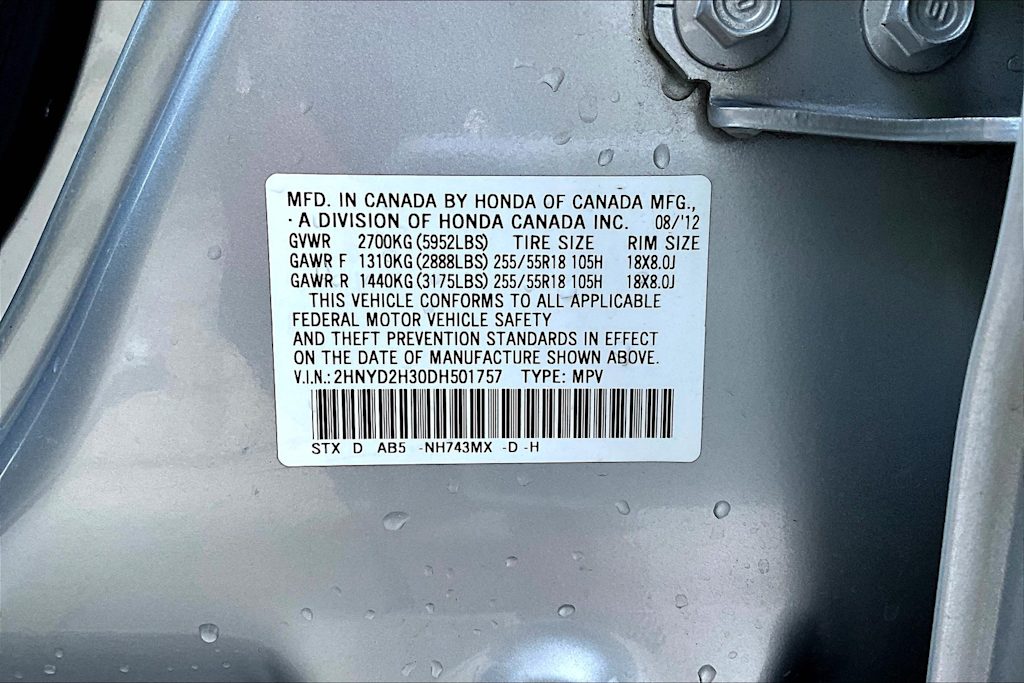 MFD. IN CANADA BY HONDA OF CANADA MFG.,
· A DIVISION OF HONDA CANADA INC. 08/'12
GVWR 2700KG (5952LBS) TIRE SIZE RIM SIZE
GAWR F 1310KG (2888LBS) 255/55R18 105H 18X8.0J
GAWR R 1440KG (3175LBS) 255/55R18 105H 18X8.0J
THIS VEHICLE CONFORMS TO ALL APPLICABLE
FEDERAL MOTOR VEHICLE SAFETY
AND THEFT PREVENTION STANDARDS IN EFFECT
ON THE DATE OF MANUFACTURE SHOWN ABOVE.
V.I.N.: 2HNYD2H30DH501757 TYPE: MPV
STX D AB5 -NH743MX -D -H